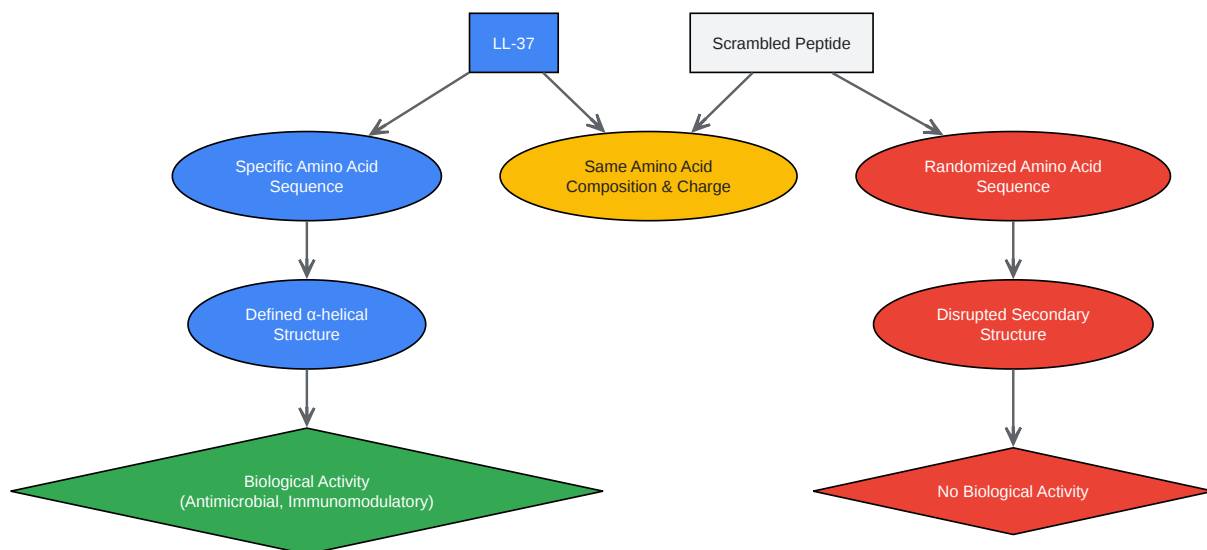 LL-37
Scrambled Peptide
Specific Amino Acid
Sequence
Same Amino Acid
Composition & Charge
Randomized Amino Acid
Sequence
Defined α-helical
Structure
Disrupted Secondary
Structure
Biological Activity
(Antimicrobial, Immunomodulatory)
No Biological Activity